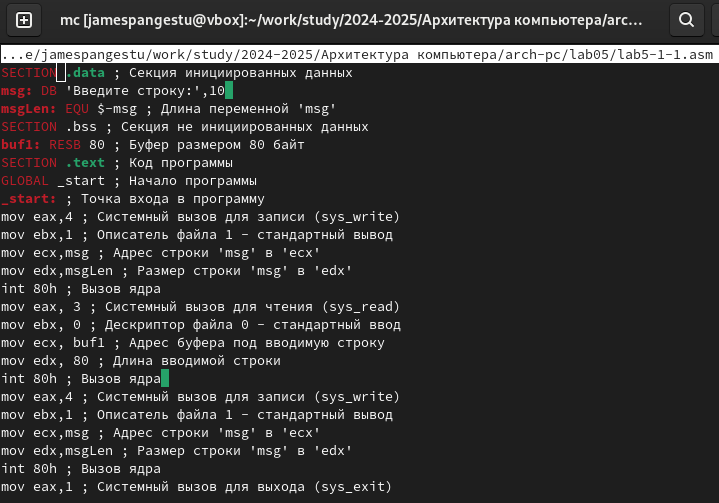 mc [jamespangestu@vbox]:~/work/study/2024-2025/Архитектура компьютера/arc...
...e/jamespangestu/work/study/2024-2025/Архитектура компьютера/arch-pc/lab05/lab5-1-1.asm
SECTION .data ; Секция инициированных данных
msg: DB 'Введите строку:',10
msgLen: EQU $-msg ; Длина переменной 'msg'
SECTION .bss ; Секция не инициированных данных
buf1: RESB 80 ; Буфер размером 80 байт
SECTION .text ; Код программы
GLOBAL _start ; Начало программы
_start: ; Точка входа в программу
mov eax,4 ; Системный вызов для записи (sys_write)
mov ebx,1 ; Описатель файла 1 - стандартный вывод
mov ecx,msg ; Адрес строки 'msg' в 'ecx'
mov edx,msgLen ; Размер строки 'msg' в 'edx'
int 80h ; Вызов ядра
mov eax, 3 ; Системный вызов для чтения (sys_read)
mov ebx, 0 ; Дескриптор файла 0 - стандартный ввод
mov ecx, buf1 ; Адрес буфера под вводимую строку
mov edx, 80 ; Длина вводимой строки
int 80h ; Вызов ядра
mov eax,4 ; Системный вызов для записи (sys_write)
mov ebx,1 ; Описатель файла 1 - стандартный вывод
mov ecx,msg ; Адрес строки 'msg' в 'ecx'
mov edx,msgLen ; Размер строки 'msg' в 'edx'
int 80h ; Вызов ядра
mov eax,1 ; Системный вызов для выхода (sys_exit)